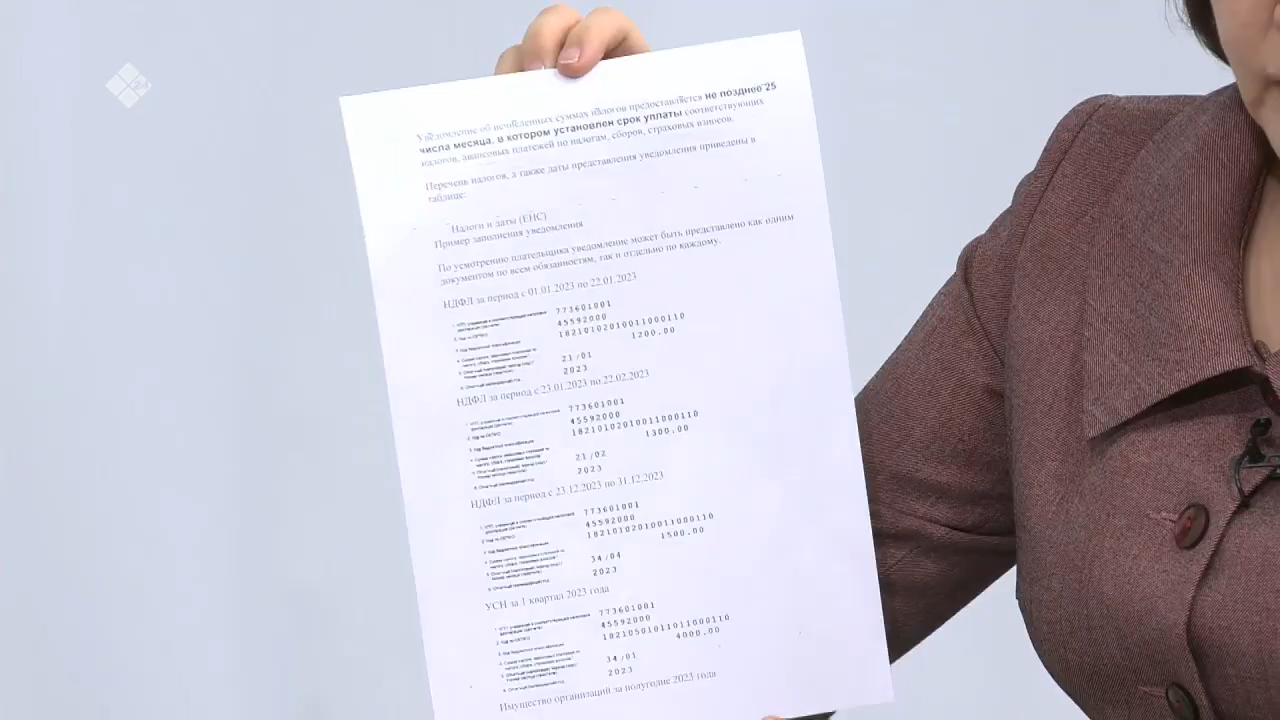 24
Уведомление об исчисленных суммах налогов предоставляется не позднее 25
числа месяца, в котором установлен срок уплаты соответствующих
налогов, авансовых платежей по налогам, сборов, страховых взносов.
Перечень налогов, а также даты представления уведомления приведены в
таблице:
Налоги и даты (ЕНС)
Пример заполнения уведомления
По усмотрению плательщика уведомление может быть представлено как одним
документом по всем обязанностям, так и отдельно по каждому.
НДФЛ за период с 01.01.2023 по 22.01.2023
773601001
45592000
18210102010011000110
1200.00
21/01
2023
НДФЛ за период с 23.01.2023 по 22.02.2023
773601001
45592000
18210102010011000110
1300.00
21/02
2023
НДФЛ за период с 23.12.2023 по 31.12.2023
773601001
45592000
18210102010011000110
1500.00
34/04
2023
УСН за 1 квартал 2023 года
773601001
45592000
18210501011011000110
4000.00
34/01
2023
Имущество организаций за полугодие 2023 года